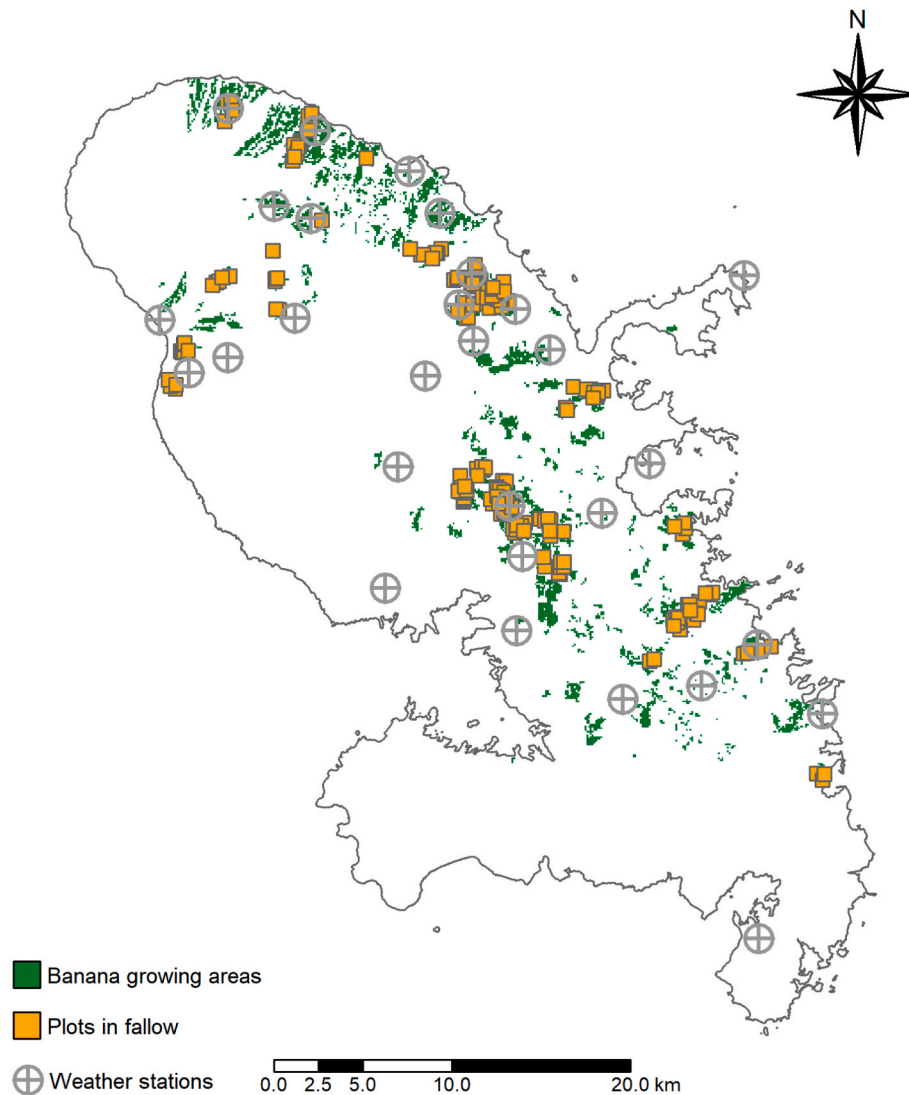 N
Banana growing areas
Plots in fallow
Weather stations
0.0 2.5 5.0 10.0 20.0 km